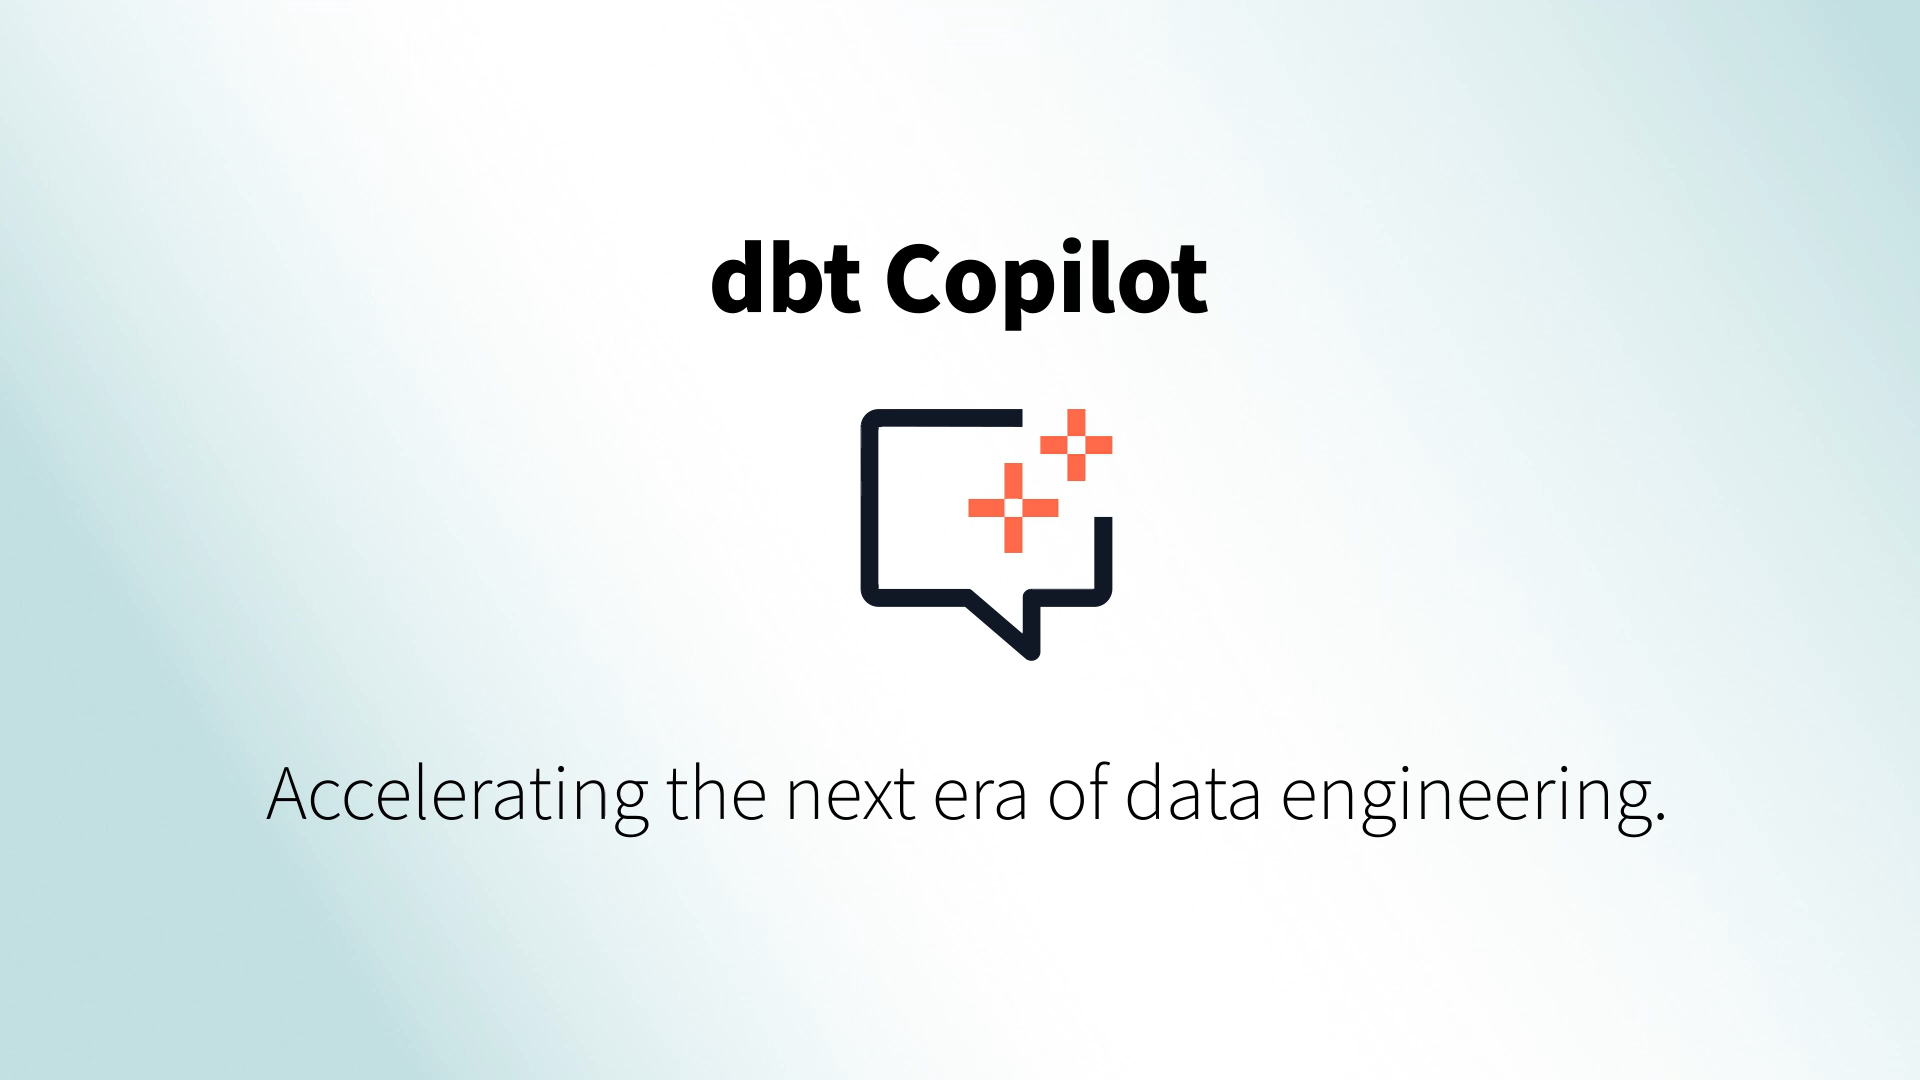 dbt Copilot
Accelerating the next era of data engineering.